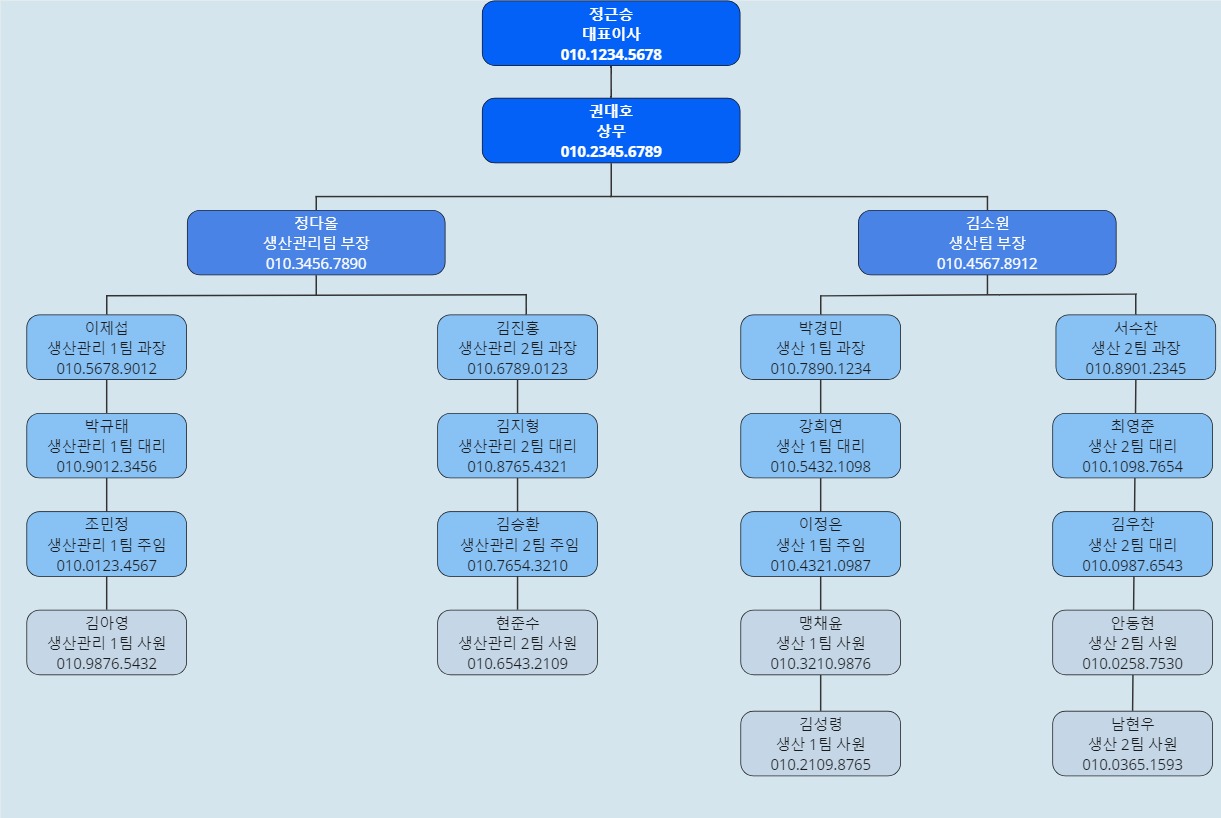 정근승
대표이사
010.1234.5678
권대호
상무
010.2345.6789
정다올
생산관리팀 부장
010.3456.7890
김소원
생산팀 부장
010.4567.8912
이제섭
생산관리 1팀 과장
010.5678.9012
김진홍
생산관리 2팀 과장
010.6789.0123
박경민
생산 1팀 과장
010.7890.1234
서수찬
생산 2팀 과장
010.8901.2345
박규태
생산관리 1팀 대리
010.9012.3456
김지형
생산관리 2팀 대리
010.8765.4321
강희연
생산 1팀 대리
010.5432.1098
최영준
생산 2팀 대리
010.1098.7654
조민정
생산관리 1팀 주임
010.0123.4567
김승환
생산관리 2팀 주임
010.7654.3210
이정은
생산 1팀 주임
010.4321.0987
김우찬
생산 2팀 대리
010.0987.6543
김아영
생산관리 1팀 사원
010.9876.5432
현준수
생산관리 2팀 사원
010.6543.2109
맹채윤
생산 1팀 사원
010.3210.9876
안동현
생산 2팀 사원
010.0258.7530
김성령
생산 1팀 사원
010.2109.8765
남현우
생산 2팀 사원
010.0365.1593